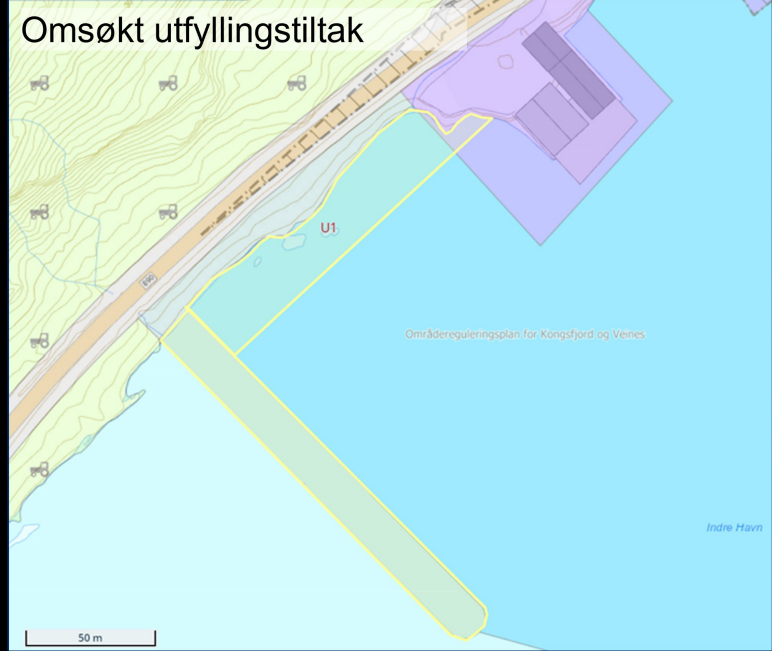 Omsøkt utfyllingstiltak
U1
890
Områdereguleringsplan for Kongsfjord og Veines
Indre Havn
50 m